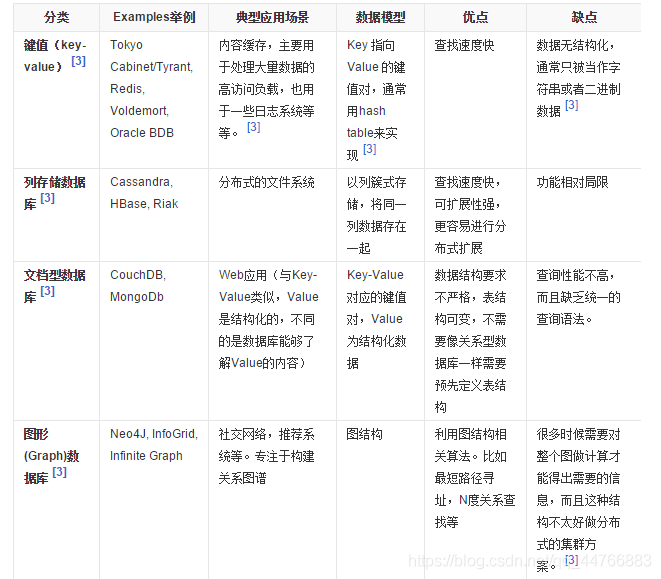 分类 Examples举例 典型应用场景 数据模型 优点 缺点
键值（key-
value） [3]
Tokyo
Cabinet/Tyrant,
Redis,
Voldemort,
Oracle BDB
内容缓存，主要用
于处理大量数据的
高访问负载，也用
于一些日志系统等
等。 [3]
Key 指向
Value 的键
值对，通常
用hash
table来实
现 [3]
查找速度快
数据无结构化，
通常只被当作字
符串或者二进制
数据 [3]
列存储数据
库 [3]
Cassandra,
HBase, Riak
分布式的文件系统
以列簇式存
储，将同一
列数据存在
一起
查找速度快，
可扩展性强，
更容易进行分
布式扩展
功能相对局限
文档型数据
库 [3]
CouchDB,
MongoDb
Web应用（与Key-
Value类似，Value
是结构化的，不同
的是数据库能够了
解Value的内容）
Key-Value
对应的键值
对，Value
为结构化数
据
数据结构要求
不严格，表结
构可变，不需
要像关系型数
据库一样需要
预先定义表结
构
查询性能不高，
而且缺乏统一的
查询语法。
图形
(Graph)数
据库 [3]
Neo4J, InfoGrid,
Infinite Graph
社交网络，推荐系
统等。专注于构建
关系图谱
图结构
利用图结构相
关算法。比如
最短路径寻
址，N度关系查
找等
很多时候需要对
整个图做计算才
能得出需要的信
息，而且这种结
构不太好做分布
式的集群方
案。 [3]
https://blog.csdn.net/qq_44766883